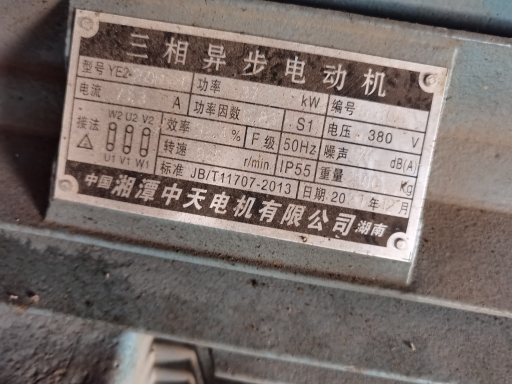 三相异步电动机
型号 YE2- 功率 kW 编号
电流 A 功率因数 S1 电压 380 V
接法 W2 U2 V2 效率 % F级 50Hz 噪声 dB(A)
△ U1 V1 W1 转速 r/min IP55 重量 Kg
标准 JB/T11707-2013 日期 20 年 月
中国湘潭中天电机有限公司 湖南